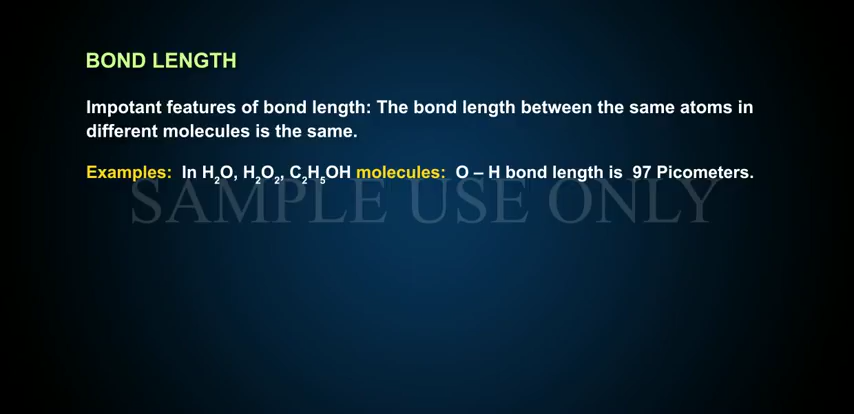 BOND LENGTH
Impotant features of bond length: The bond length between the same atoms in
different molecules is the same.
Examples: In H₂O, H₂O₂, C₂H₅OH molecules: O – H bond length is 97 Picometers.
SAMPLE USE ONLY